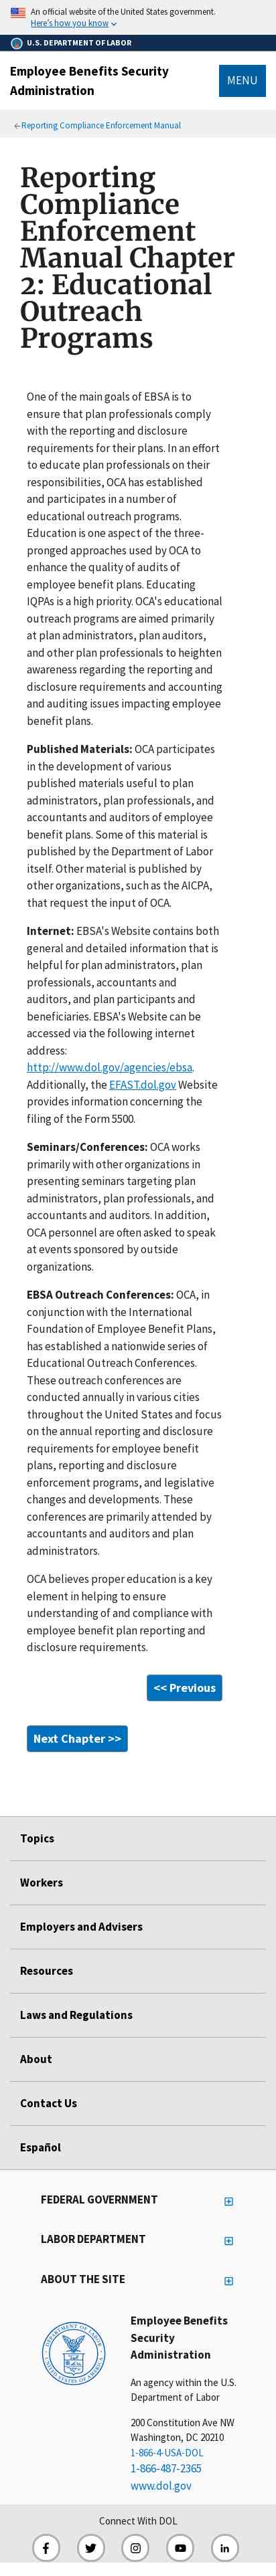 An official website of the United States government.
Here's how you know
U.S. DEPARTMENT OF LABOR
Employee Benefits Security
Administration
MENU
Reporting Compliance Enforcement Manual
Reporting
Compliance
Enforcement
Manual Chapter
2: Educational
Outreach
Programs
One of the main goals of EBSA is to
ensure that plan professionals comply
with the reporting and disclosure
requirements for their plans. In an effort
to educate plan professionals on their
responsibilities, OCA has established
and participates in a number of
educational outreach programs.
Education is one aspect of the three-
pronged approaches used by OCA to
enhance the quality of audits of
employee benefit plans. Educating
IQPAs is a high priority. OCA's educational
outreach programs are aimed primarily
at plan administrators, plan auditors,
and other plan professionals to heighten
awareness regarding the reporting and
disclosure requirements and accounting
and auditing issues impacting employee
benefit plans.
Published Materials: OCA participates
in the development of various
published materials useful to plan
administrators, plan professionals, and
accountants and auditors of employee
benefit plans. Some of this material is
published by the Department of Labor
itself. Other material is published by
other organizations, such as the AICPA,
that request the input of OCA.
Internet: EBSA's Website contains both
general and detailed information that is
helpful for plan administrators, plan
professionals, accountants and
auditors, and plan participants and
beneficiaries. EBSA's Website can be
accessed via the following internet
address:
http://www.dol.gov/agencies/ebsa.
Additionally, the EFAST.dol.gov Website
provides information concerning the
filing of the Form 5500.
Seminars/Conferences: OCA works
primarily with other organizations in
presenting seminars targeting plan
administrators, plan professionals, and
accountants and auditors. In addition,
OCA personnel are often asked to speak
at events sponsored by outside
organizations.
EBSA Outreach Conferences: OCA, in
conjunction with the International
Foundation of Employee Benefit Plans,
has established a nationwide series of
Educational Outreach Conferences.
These outreach conferences are
conducted annually in various cities
throughout the United States and focus
on the annual reporting and disclosure
requirements for employee benefit
plans, reporting and disclosure
enforcement programs, and legislative
changes and developments. These
conferences are primarily attended by
accountants and auditors and plan
administrators.
OCA believes proper education is a key
element in helping to ensure
understanding of and compliance with
employee benefit plan reporting and
disclosure requirements.
<< Previous
Next Chapter >>
Topics
Workers
Employers and Advisers
Resources
Laws and Regulations
About
Contact Us
Español
FEDERAL GOVERNMENT
LABOR DEPARTMENT
ABOUT THE SITE
Employee Benefits
Security
Administration
An agency within the U.S.
Department of Labor
200 Constitution Ave NW
Washington, DC 20210
1-866-4-USA-DOL
1-866-487-2365
www.dol.gov
Connect With DOL